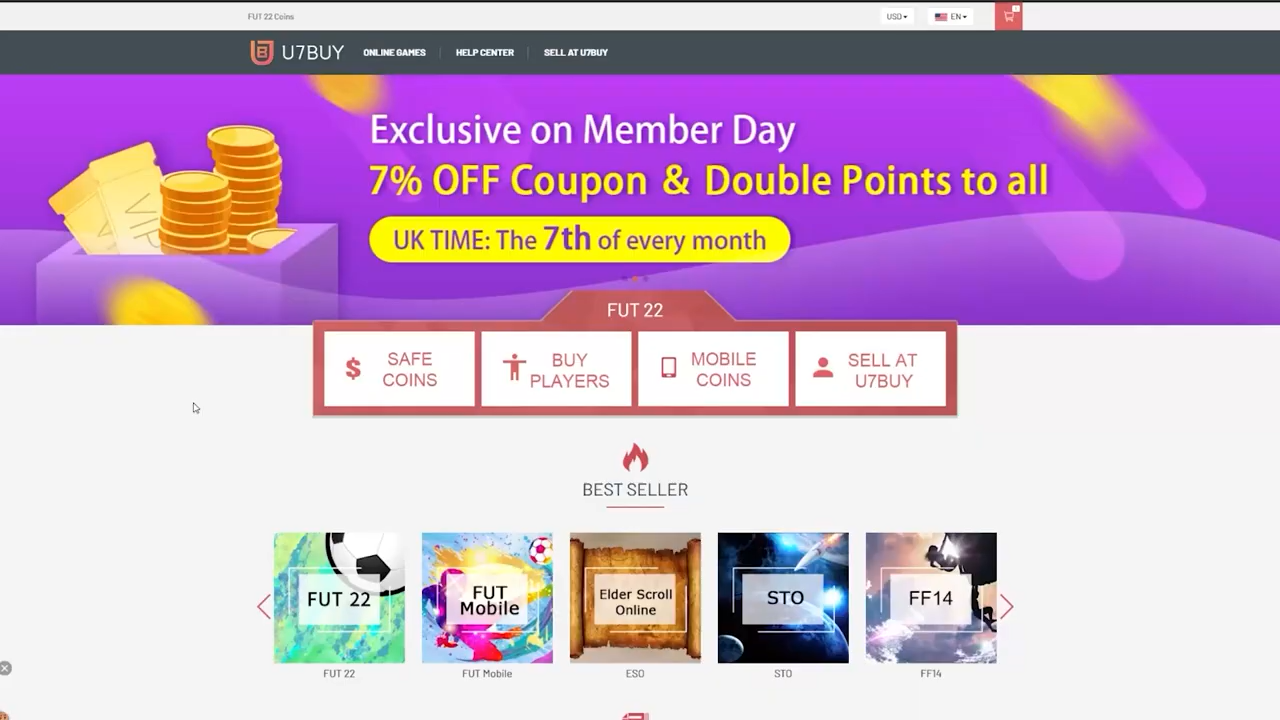 FUT 22 Coins
USD
EN
1
U7BUY
ONLINE GAMES
HELP CENTER
SELL AT U7BUY
Exclusive on Member Day
7% OFF Coupon & Double Points to all
UK TIME: The 7th of every month
VIP
FUT 22
$
SAFE
COINS
BUY
PLAYERS
MOBILE
COINS
SELL AT
U7BUY
BEST SELLER
FUT 22
FUT
Mobile
Elder Scroll
Online
STO
FF14
FUT 22
FUT Mobile
ESO
STO
FF14